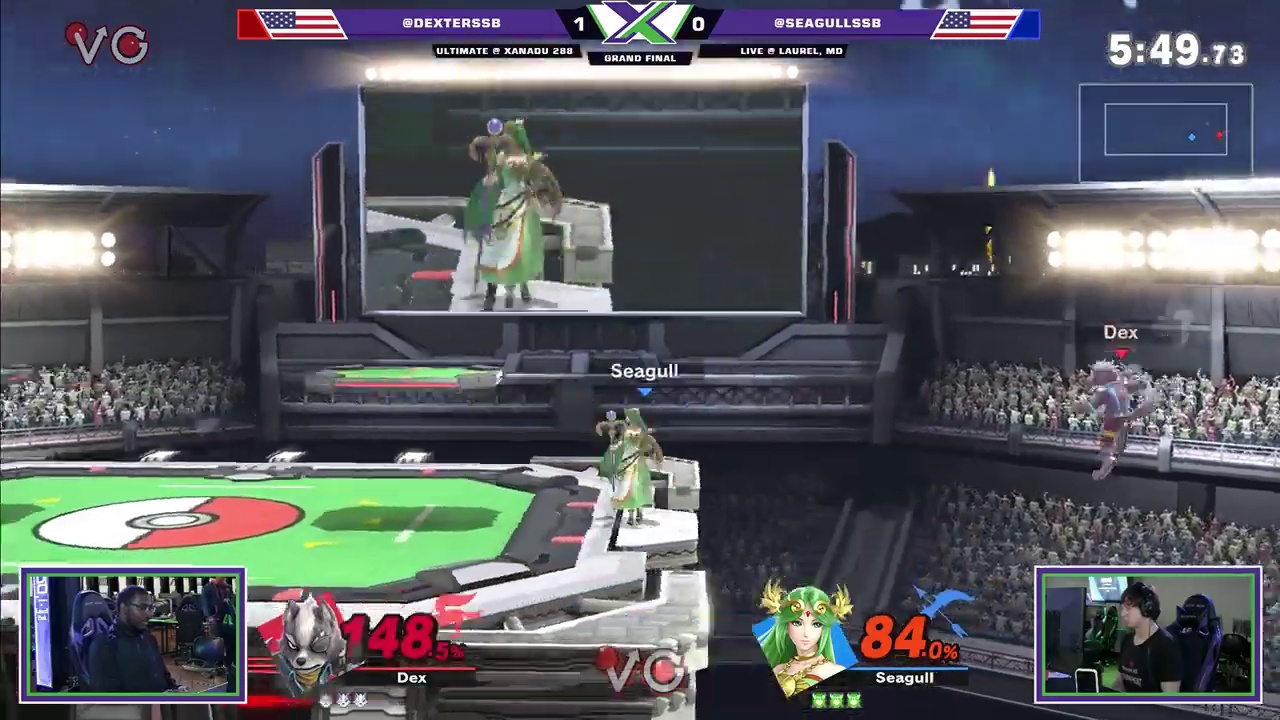 VG
@DEXTERSSB
1
X
0
@SEAGULLSSB
ULTIMATE @ XANADU 288
LIVE @ LAUREL, MD
GRAND FINAL
5:49.73
Dex
Seagull
148.5%
84.0%
Dex
VG
Seagull